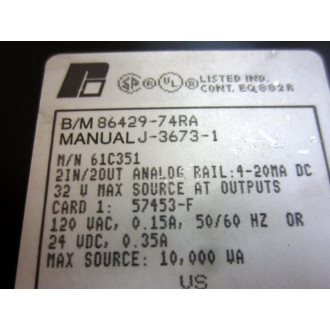 LISTED IND.
CONT. EQ.882R
B/M 86429-74RA
MANUAL J-3673-1
M/N 61C351
2IN/2OUT ANALOG RAIL:4-20MA DC
32 V MAX SOURCE AT OUTPUTS
CARD 1: 57453-F
120 VAC, 0.15A, 50/60 HZ OR
24 VDC, 0.35A
MAX SOURCE: 10,000 VA
US